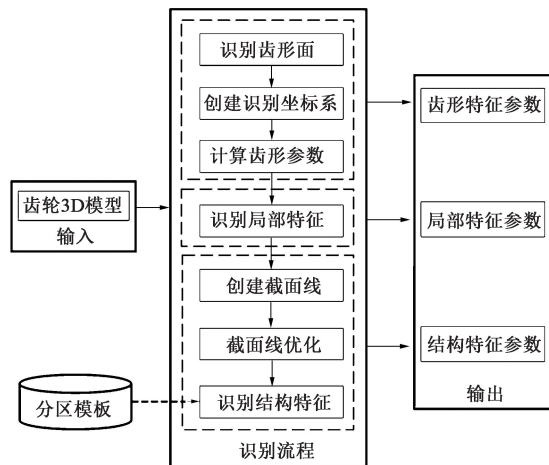 识别齿形面
创建识别坐标系
计算齿形参数
识别局部特征
创建截面线
截面线优化
识别结构特征
识别流程
齿轮3D模型
输入
分区模板
齿形特征参数
局部特征参数
结构特征参数
输出